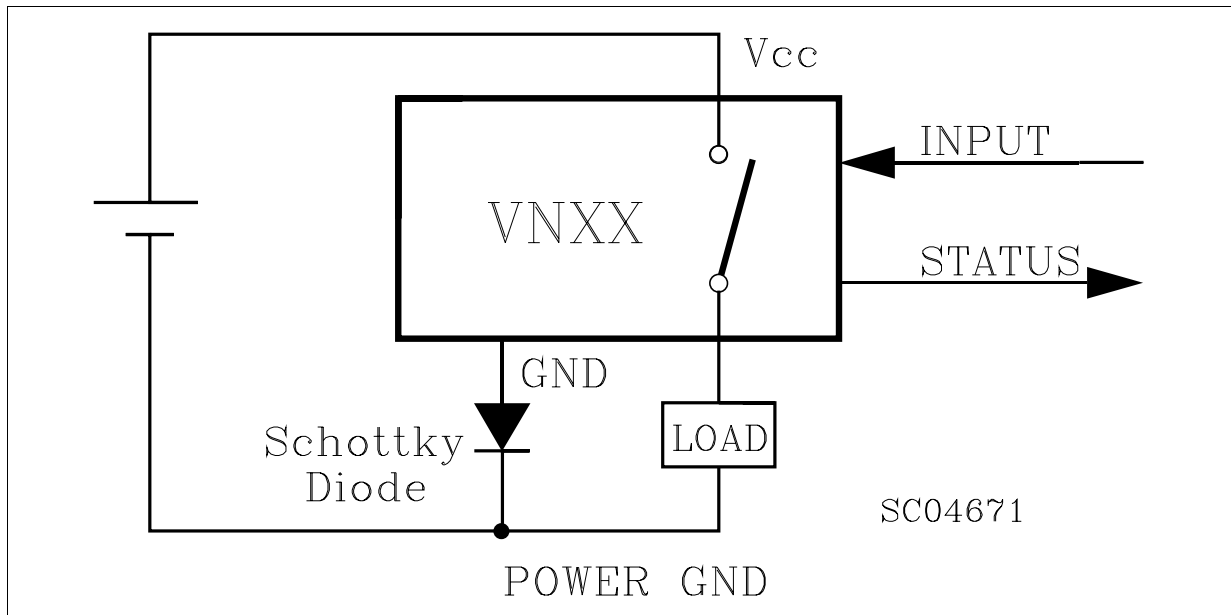 Vcc
INPUT
VNXX
STATUS
GND
Schottky
Diode
LOAD
SC04671
POWER GND